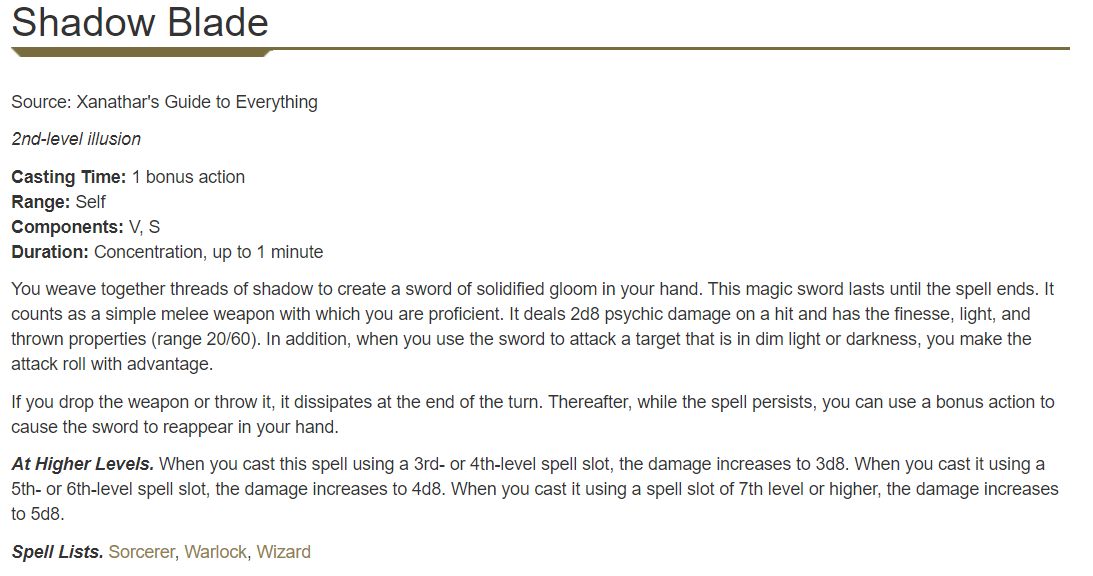 Shadow Blade
Source: Xanathar's Guide to Everything
2nd-level illusion
Casting Time: 1 bonus action
Range: Self
Components: V, S
Duration: Concentration, up to 1 minute
You weave together threads of shadow to create a sword of solidified gloom in your hand. This magic sword lasts until the spell ends. It
counts as a simple melee weapon with which you are proficient. It deals 2d8 psychic damage on a hit and has the finesse, light, and
thrown properties (range 20/60). In addition, when you use the sword to attack a target that is in dim light or darkness, you make the
attack roll with advantage.
If you drop the weapon or throw it, it dissipates at the end of the turn. Thereafter, while the spell persists, you can use a bonus action to
cause the sword to reappear in your hand.
At Higher Levels. When you cast this spell using a 3rd- or 4th-level spell slot, the damage increases to 3d8. When you cast it using a
5th- or 6th-level spell slot, the damage increases to 4d8. When you cast it using a spell slot of 7th level or higher, the damage increases
to 5d8.
Spell Lists. Sorcerer, Warlock, Wizard